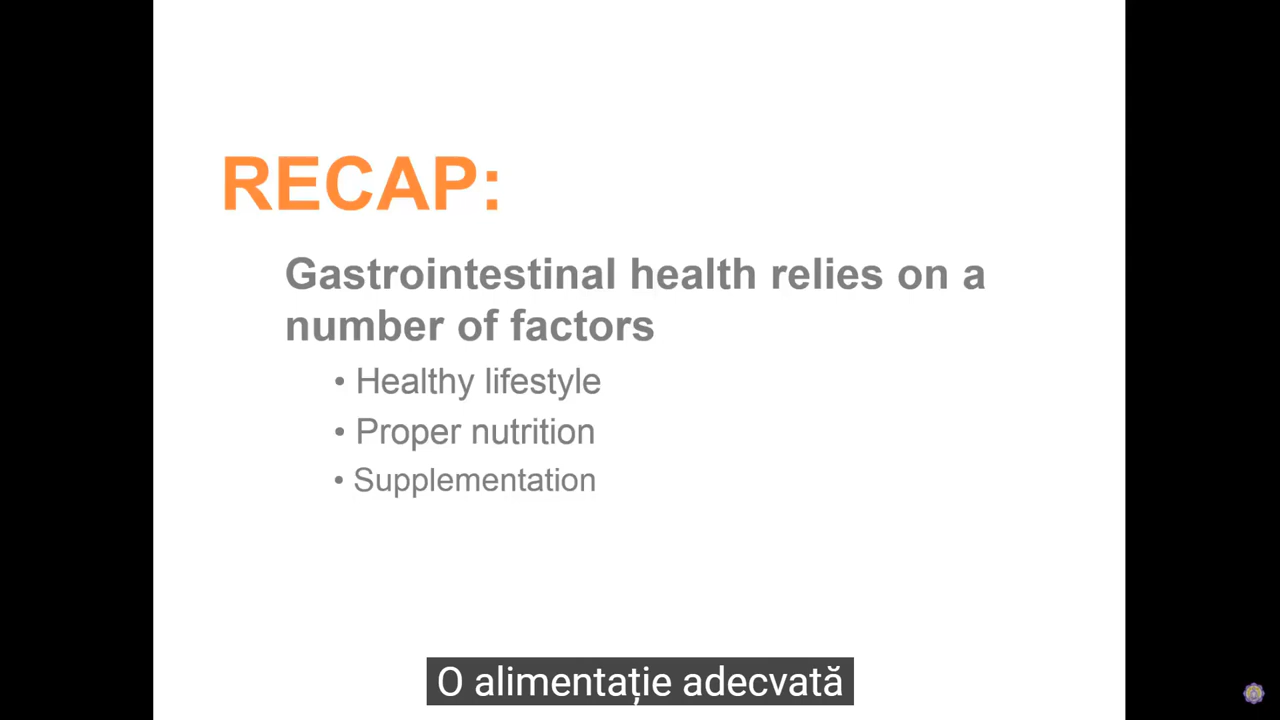 RECAP:
Gastrointestinal health relies on a
number of factors
• Healthy lifestyle
• Proper nutrition
• Supplementation
O alimentație adecvată